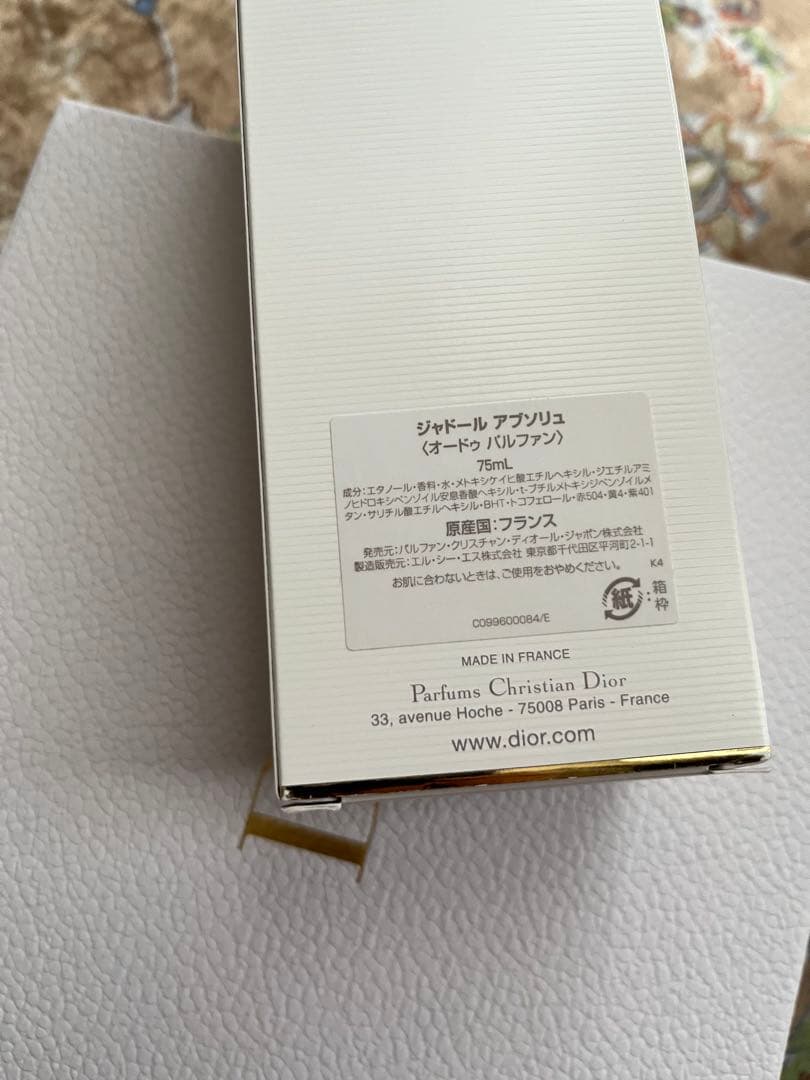 ジャドール アブソリュ
〈オードゥ パルファン〉
75mL
成分：エタノール・香料・水・メトキシケイヒ酸エチルヘキシル・ジエチルアミ
ノヒドロキシベンゾイル安息香酸ヘキシル・t-ブチルメトキシジベンゾイルメ
タン・サリチル酸エチルヘキシル・BHT・トコフェロール・赤504・黄4・紫401
原産国：フランス
発売元：パルファン・クリスチャン・ディオール・ジャポン株式会社
製造販売元：エル・シー・エス株式会社 東京都千代田区平河町2-1-1
お肌に合わないときは、ご使用をおやめください。
K4
紙：箱
枠
C099600084/E
MADE IN FRANCE
Parfums Christian Dior
33, avenue Hoche - 75008 Paris - France
www.dior.com